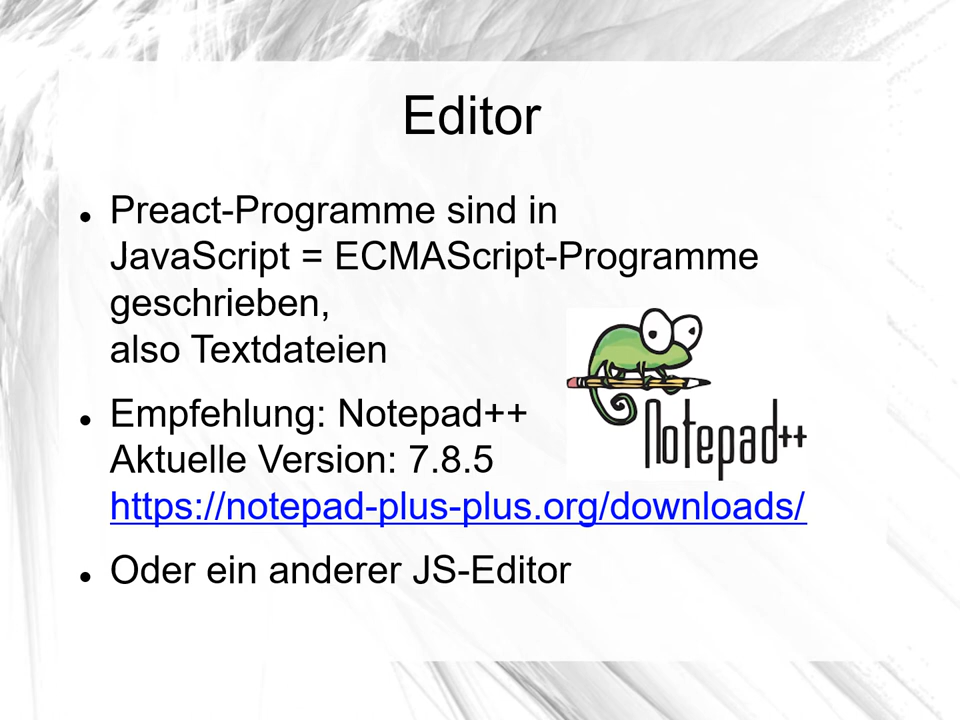 Editor
Preact-Programme sind in
JavaScript = ECMAScript-Programme
geschrieben,
also Textdateien
Empfehlung: Notepad++
Aktuelle Version: 7.8.5
https://notepad-plus-plus.org/downloads/
Oder ein anderer JS-Editor
Notepad++